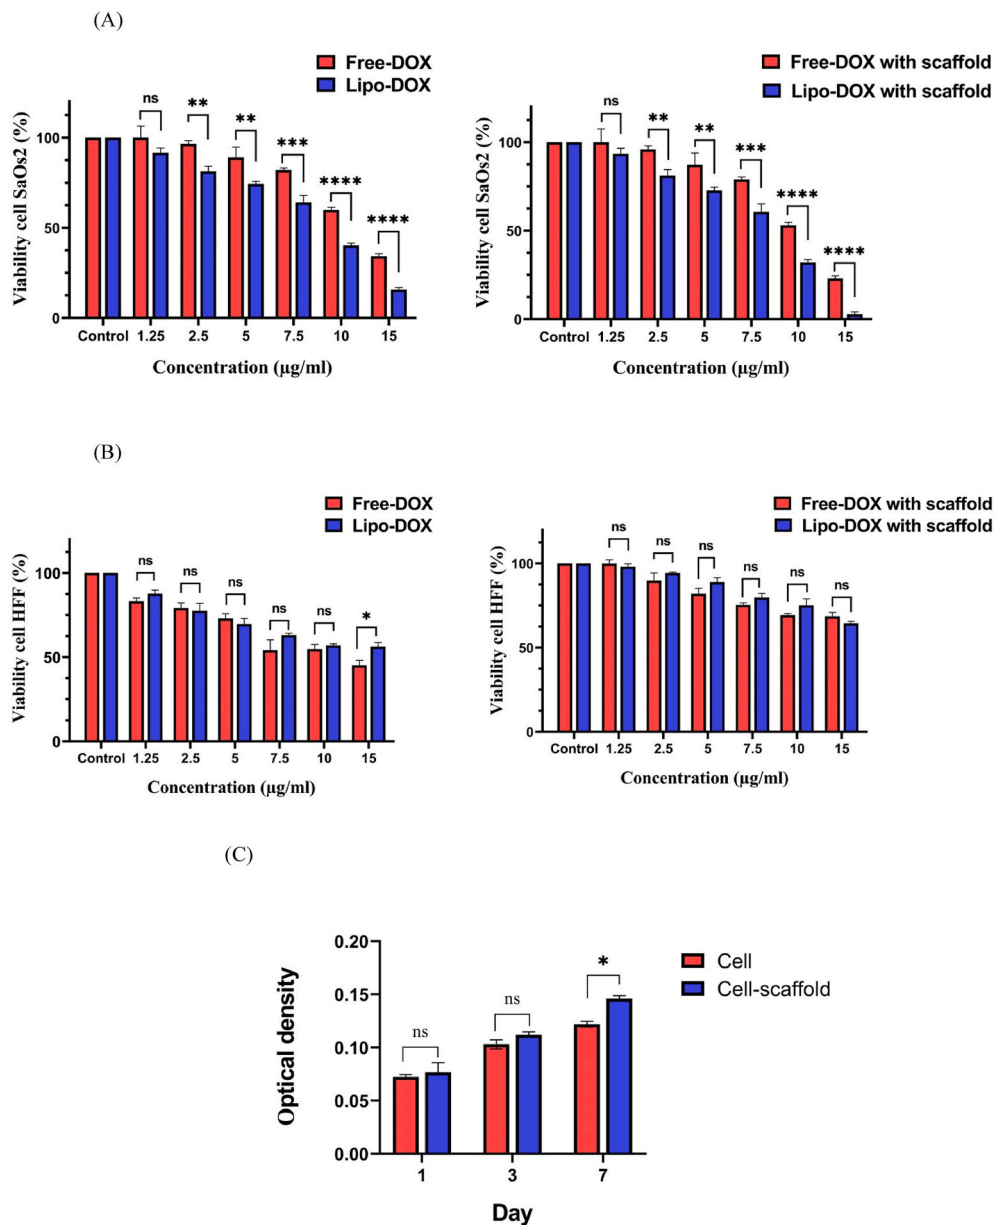 (A)
Free-DOX
Lipo-DOX
Viability cell SaOs2 (%)
100
50
0
ns
**
**
***
****
****
Control 1.25 2.5 5 7.5 10 15
Concentration (µg/ml)
Free-DOX with scaffold
Lipo-DOX with scaffold
Viability cell SaOs2 (%)
100
50
0
ns
**
**
***
****
****
Control 1.25 2.5 5 7.5 10 15
Concentration (µg/ml)
(B)
Free-DOX
Lipo-DOX
Viability cell HFF (%)
100
50
0
ns
ns
ns
ns
ns
*
Control 1.25 2.5 5 7.5 10 15
Concentration (µg/ml)
Free-DOX with scaffold
Lipo-DOX with scaffold
Viability cell HFF (%)
100
50
0
ns
ns
ns
ns
ns
ns
Control 1.25 2.5 5 7.5 10 15
Concentration (µg/ml)
(C)
Cell
Cell-scaffold
Optical density
0.20
0.15
0.10
0.05
0.00
ns
ns
*
1 3 7
Day